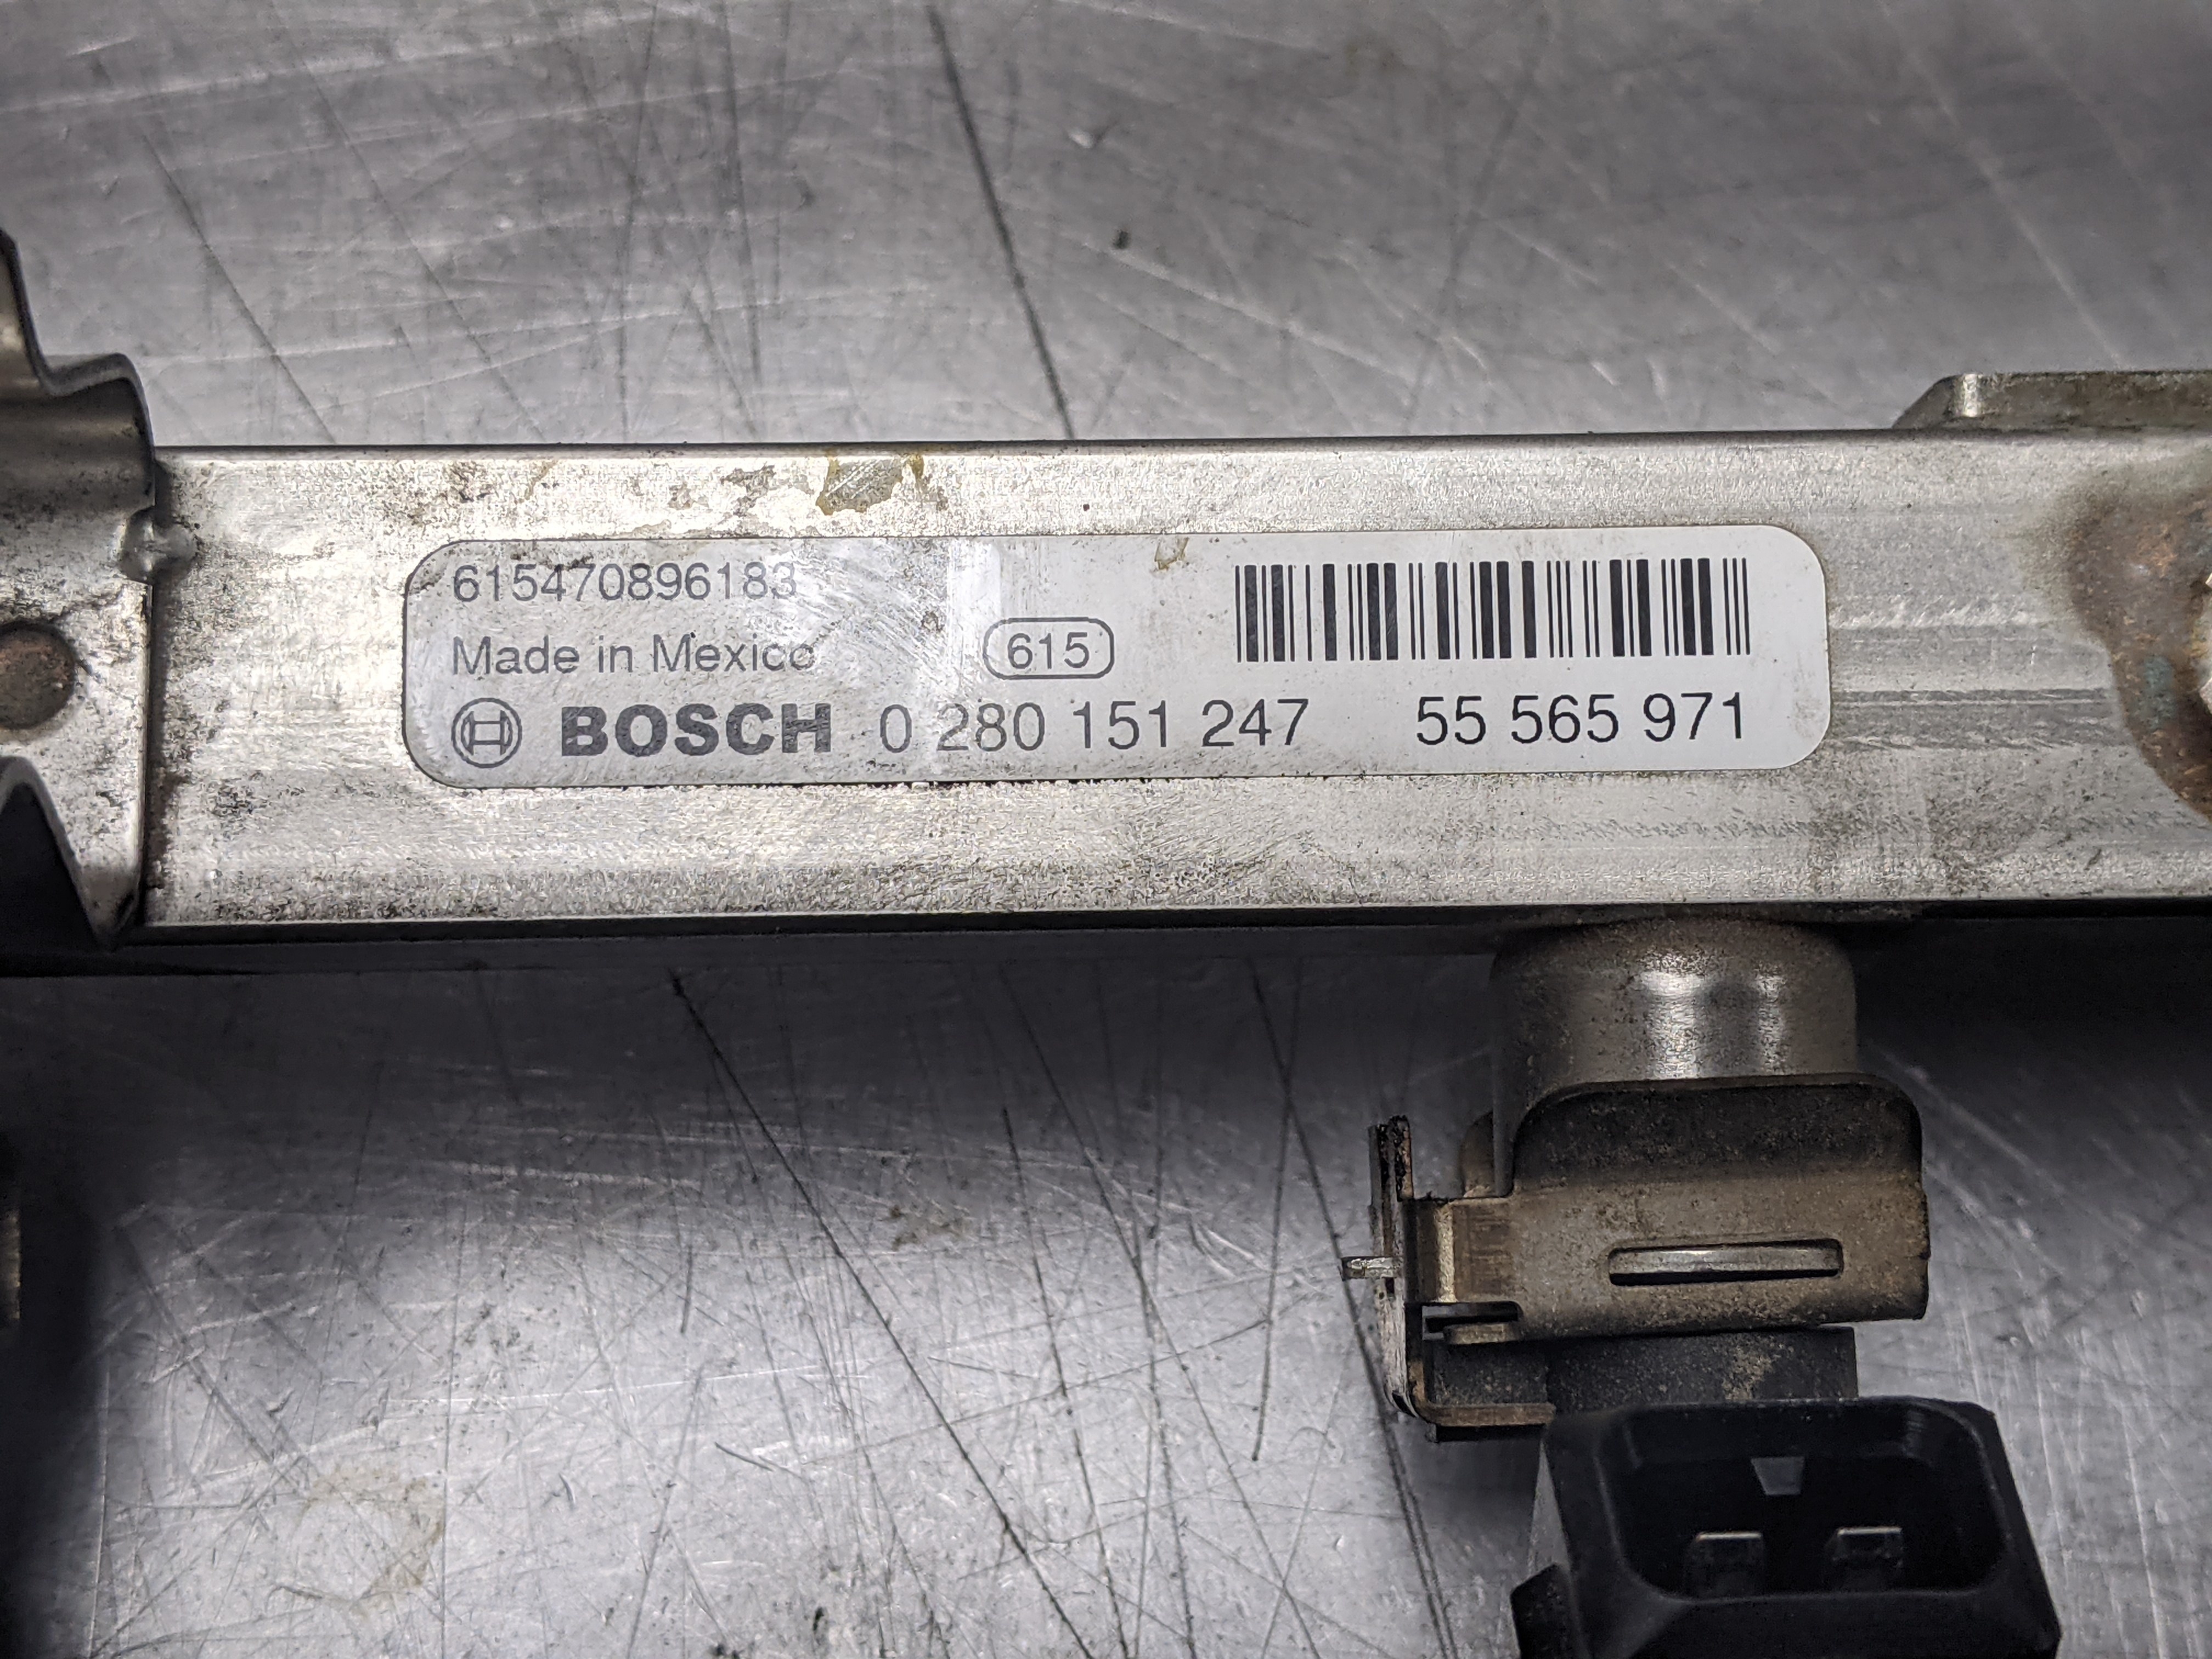 615470896183
Made in Mexico 615
BOSCH 0 280 151 247 55 565 971